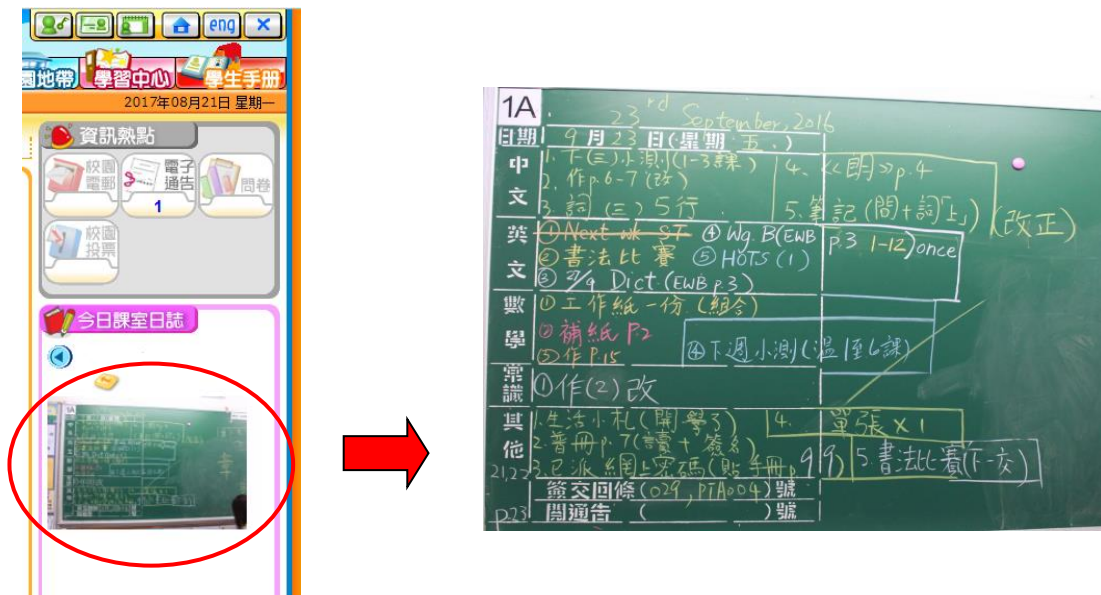 eng
園地帶 學習中心 學生手冊
2017年08月21日 星期一
資訊熱點
校園電郵
電子通告
1
問卷
校園投票
今日課室日誌
1A
23rd September, 2016
日期 9月23日(星期五.)
中文
1. 下(三)小測(1-3課)
2. 作p.6-7(改)
3. 詞(三)5行
4. <<朗>>p.4
5. 筆記(問+詞「上」)
(改正)
英文
① Next wk ST
② 書法比賽
③ 27/9 Dict.(EWB p.3)
④ Wg. B(EWB p.3 1-12)once
⑤ HOTS(1)
數學
① 工作紙一份(組合)
② 補紙 P.2
③ 作 P.15
④ 下週小測(溫1至6課)
常識
① 作(2)改
其他
1. 生活小札(開學3)
2. 普冊p.7(讀+簽名)
3. 已派網上密碼(貼手冊p.99)
4. 單張x1
5. 書法比賽(下一交)
21,22
簽交回條(029, PTA004)號
p.23 閱通告( )號